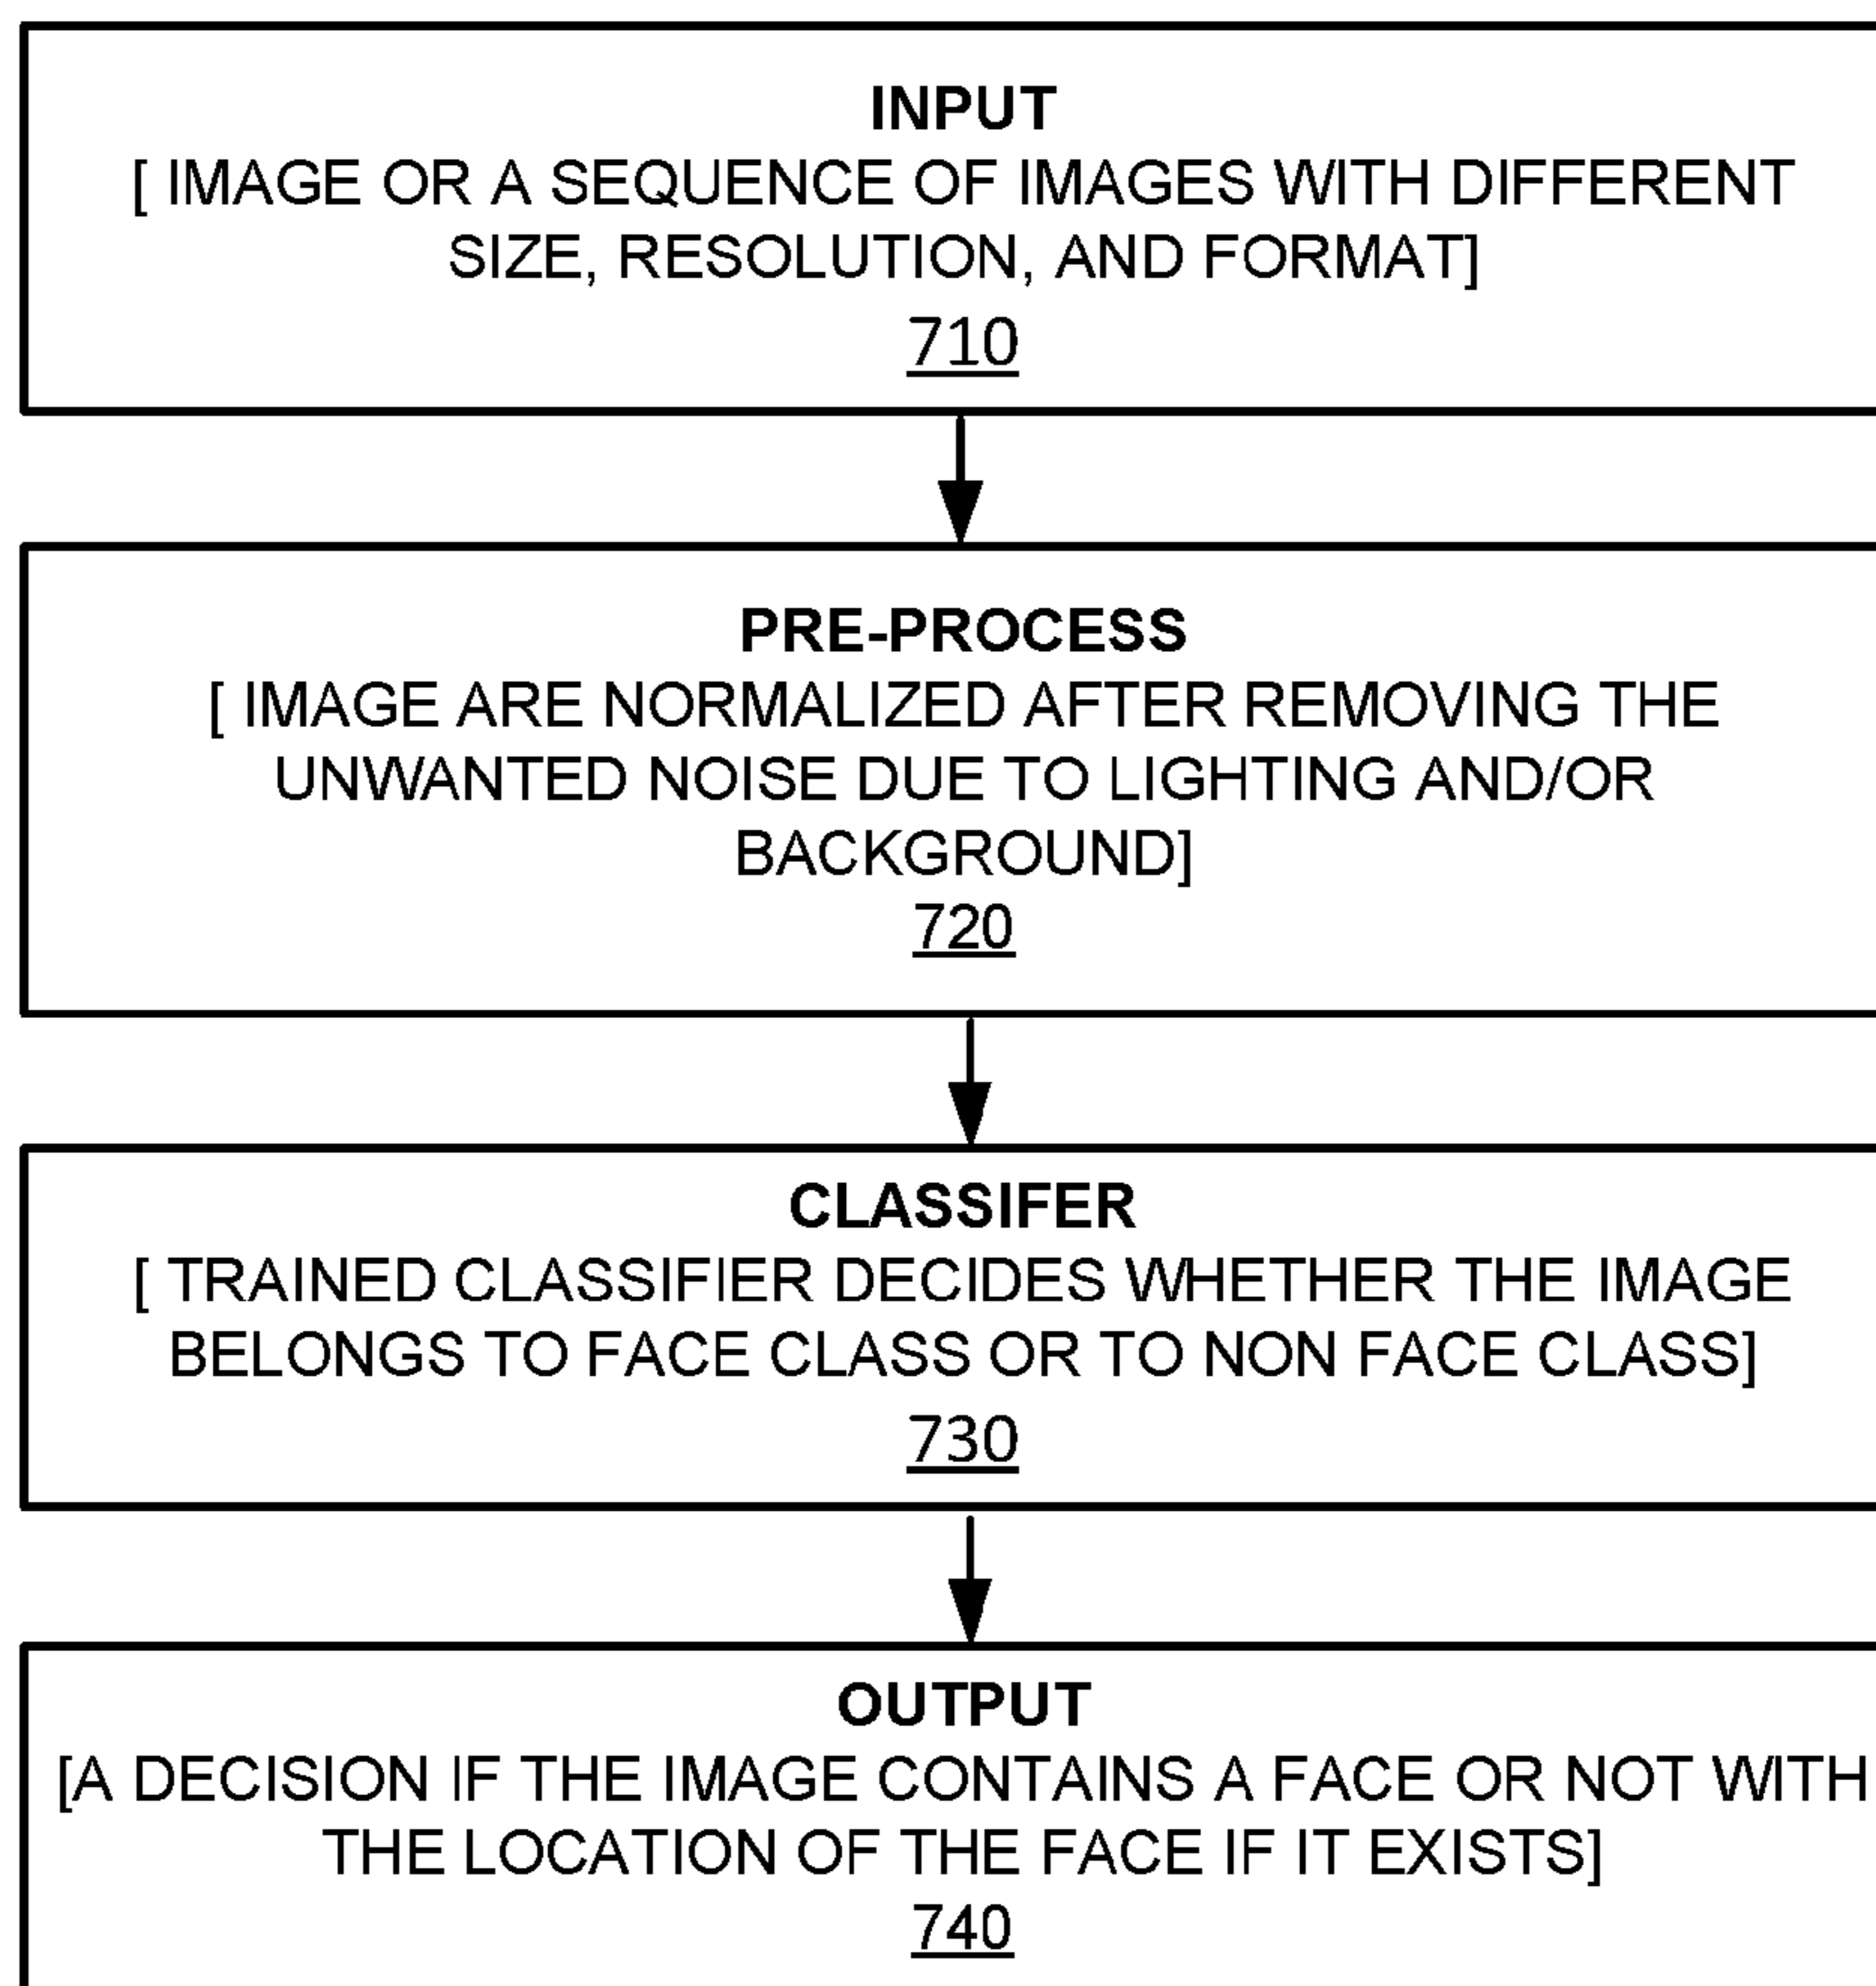 INPUT
[ IMAGE OR A SEQUENCE OF IMAGES WITH DIFFERENT
SIZE, RESOLUTION, AND FORMAT]
710
PRE-PROCESS
[ IMAGE ARE NORMALIZED AFTER REMOVING THE
UNWANTED NOISE DUE TO LIGHTING AND/OR
BACKGROUND]
720
CLASSIFER
[ TRAINED CLASSIFIER DECIDES WHETHER THE IMAGE
BELONGS TO FACE CLASS OR TO NON FACE CLASS]
730
OUTPUT
[A DECISION IF THE IMAGE CONTAINS A FACE OR NOT WITH
THE LOCATION OF THE FACE IF IT EXISTS]
740